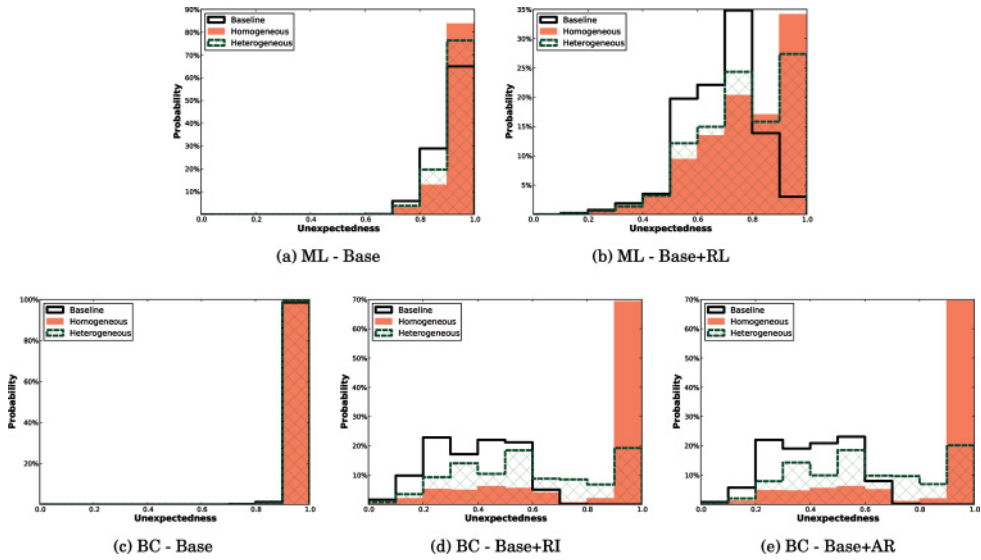 90%
80%
70%
60%
50%
40%
30%
20%
10%
Probability
Baseline
Homogeneous
Heterogeneous
0.0 0.2 0.4 0.6 0.8 1.0
Unexpectedness
(a) ML - Base
35%
30%
25%
20%
15%
10%
5%
Probability
Baseline
Homogeneous
Heterogeneous
0.0 0.2 0.4 0.6 0.8 1.0
Unexpectedness
(b) ML - Base+RL
100%
80%
60%
40%
20%
Probability
Baseline
Homogeneous
Heterogeneous
0.0 0.2 0.4 0.6 0.8 1.0
Unexpectedness
(c) BC - Base
70%
60%
50%
40%
30%
20%
10%
Probability
Baseline
Homogeneous
Heterogeneous
0.0 0.2 0.4 0.6 0.8 1.0
Unexpectedness
(d) BC - Base+RI
70%
60%
50%
40%
30%
20%
10%
Probability
Baseline
Homogeneous
Heterogeneous
0.0 0.2 0.4 0.6 0.8 1.0
Unexpectedness
(e) BC - Base+AR